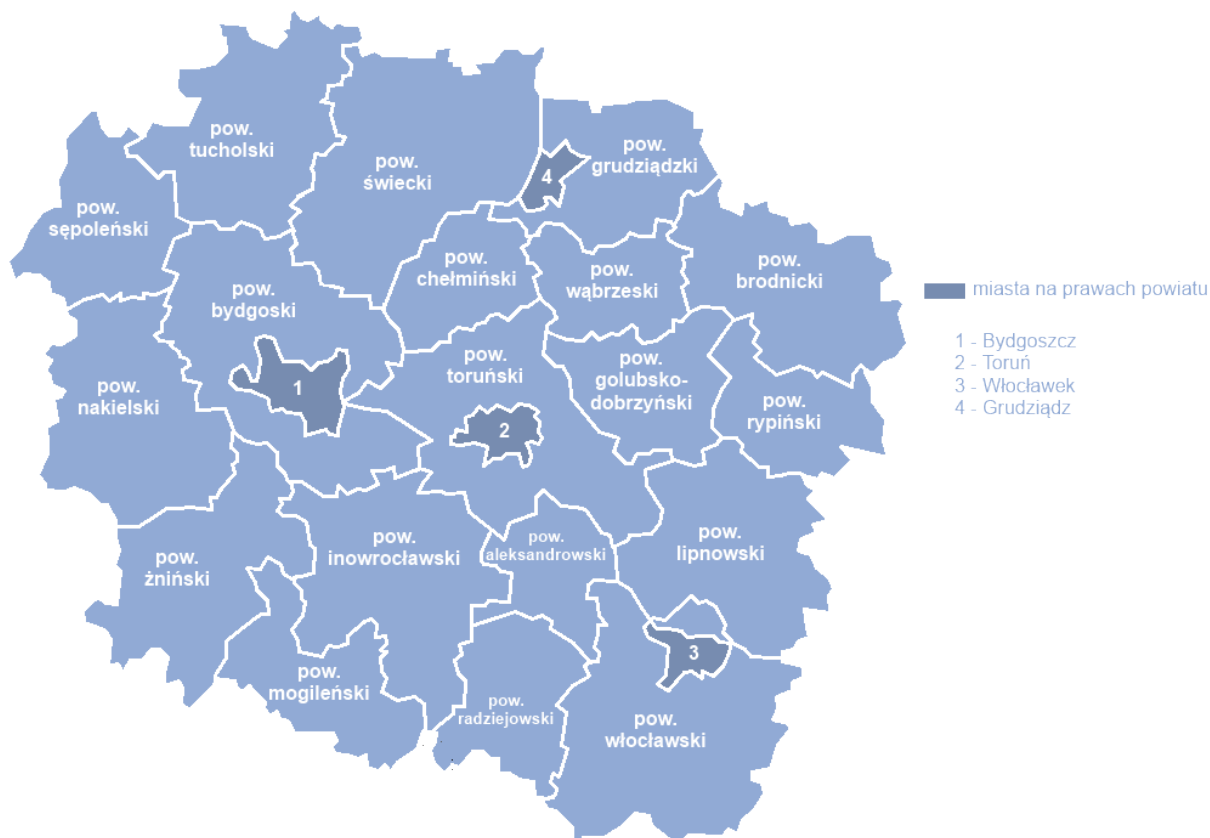 pow.
tucholski
pow.
świecki
pow.
grudziądzki
4
pow.
sępoleński
pow.
chełmiński
pow.
wąbrzeski
pow.
brodnicki
pow.
bydgoski
miasta na prawach powiatu
1 - Bydgoszcz
2 - Toruń
3 - Włocławek
4 - Grudziądz
pow.
nakielski
1
pow.
toruński
pow.
golubsko-
dobrzyński
pow.
rypiński
2
pow.
żniński
pow.
inowrocławski
pow.
aleksandrowski
pow.
lipnowski
3
pow.
mogileński
pow.
radziejowski
pow.
włocławski